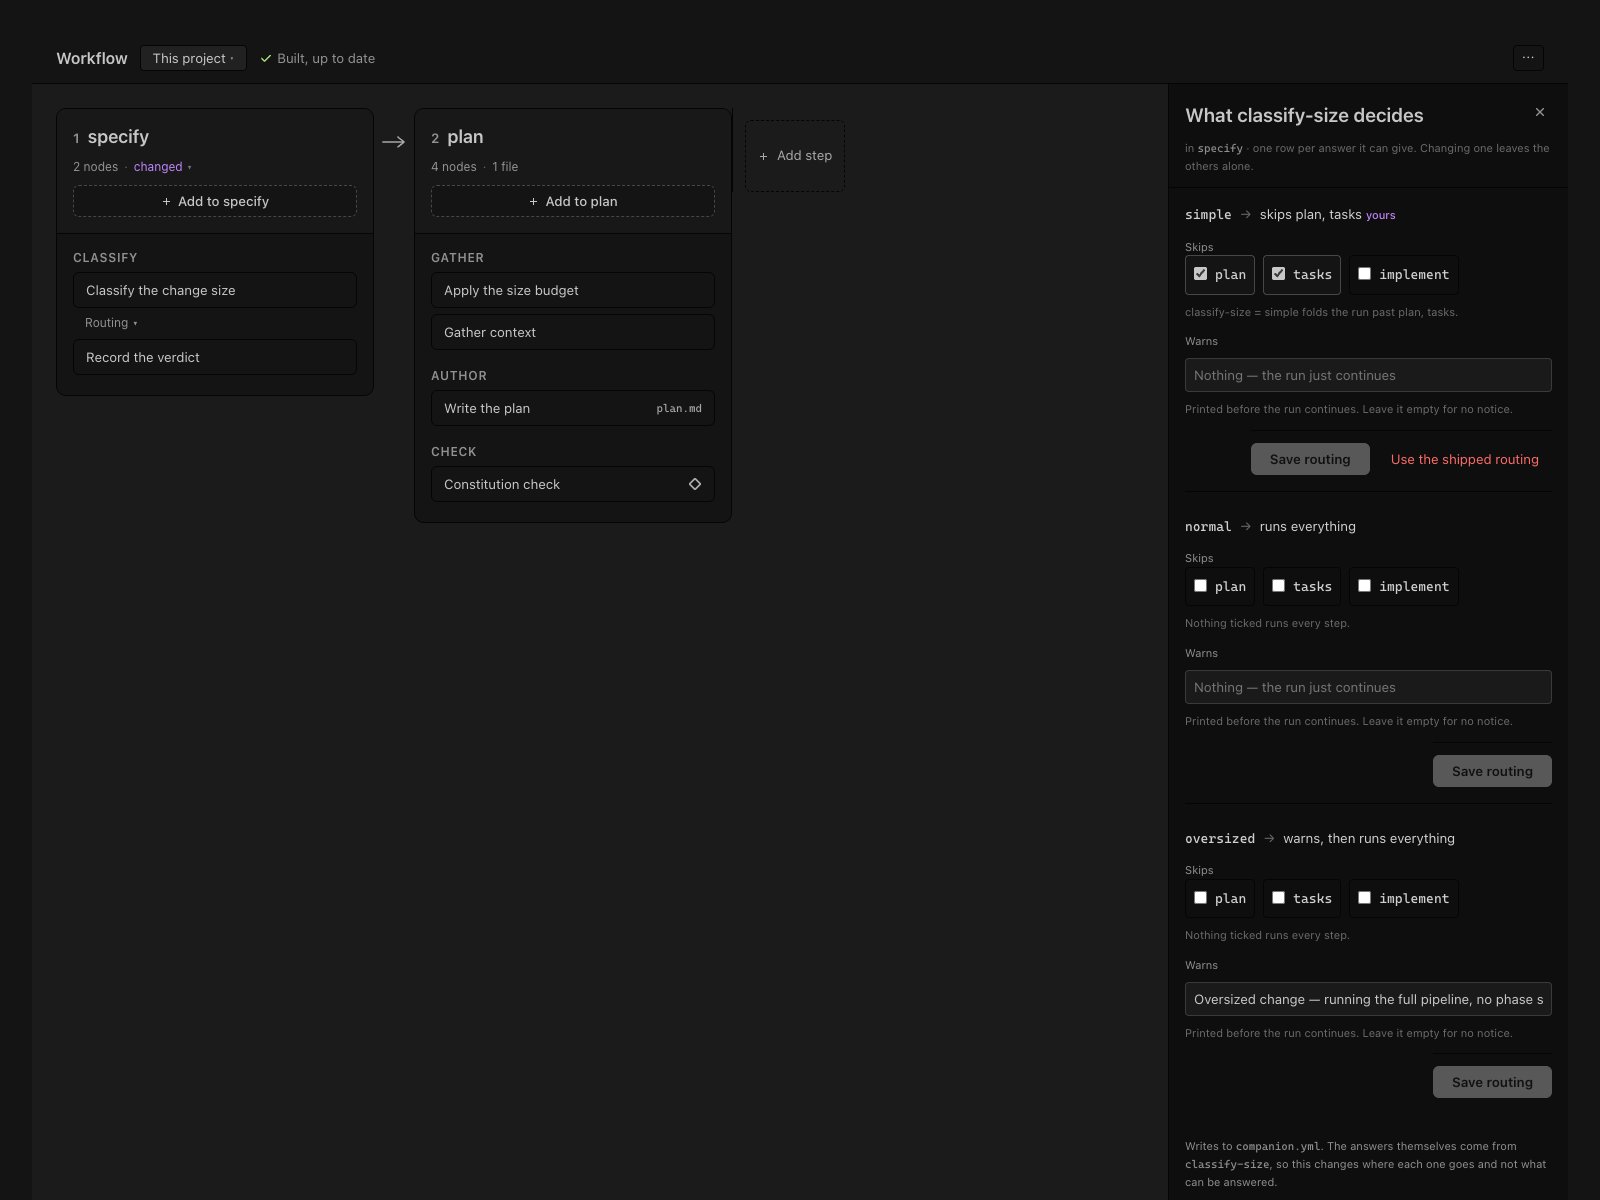 Workflow
This project
Built, up to date
...
1 specify
2 nodes · changed
+ Add to specify
CLASSIFY
Classify the change size
Routing
Record the verdict
2 plan
4 nodes · 1 file
+ Add to plan
GATHER
Apply the size budget
Gather context
AUTHOR
Write the plan plan.md
CHECK
Constitution check
+ Add step
What classify-size decides
in specify · one row per answer it can give. Changing one leaves the
others alone.
simple → skips plan, tasks yours
Skips
plan tasks implement
classify-size = simple folds the run past plan, tasks.
Warns
Nothing — the run just continues
Printed before the run continues. Leave it empty for no notice.
Save routing Use the shipped routing
normal → runs everything
Skips
plan tasks implement
Nothing ticked runs every step.
Warns
Nothing — the run just continues
Printed before the run continues. Leave it empty for no notice.
Save routing
oversized → warns, then runs everything
Skips
plan tasks implement
Nothing ticked runs every step.
Warns
Oversized change — running the full pipeline, no phase s
Printed before the run continues. Leave it empty for no notice.
Save routing
Writes to companion.yml. The answers themselves come from
classify-size, so this changes where each one goes and not what
can be answered.